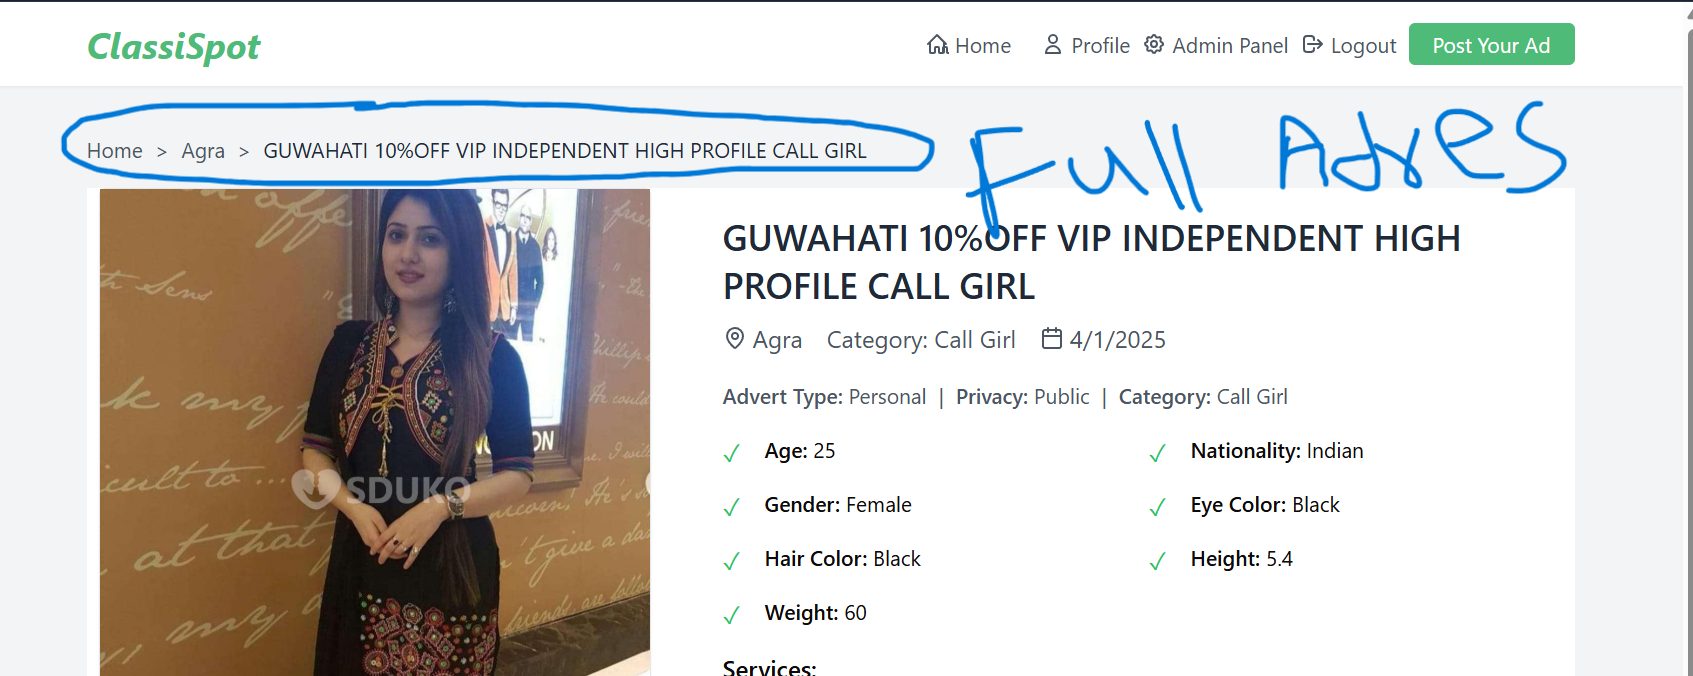 ClassiSpot
Home Profile Admin Panel Logout Post Your Ad
Home > Agra > GUWAHATI 10%OFF VIP INDEPENDENT HIGH PROFILE CALL GIRL
Full Adres
GUWAHATI 10%OFF VIP INDEPENDENT HIGH
PROFILE CALL GIRL
Agra Category: Call Girl 4/1/2025
Advert Type: Personal | Privacy: Public | Category: Call Girl
Age: 25 Nationality: Indian
Gender: Female Eye Color: Black
Hair Color: Black Height: 5.4
Weight: 60
Services:
SDUKO